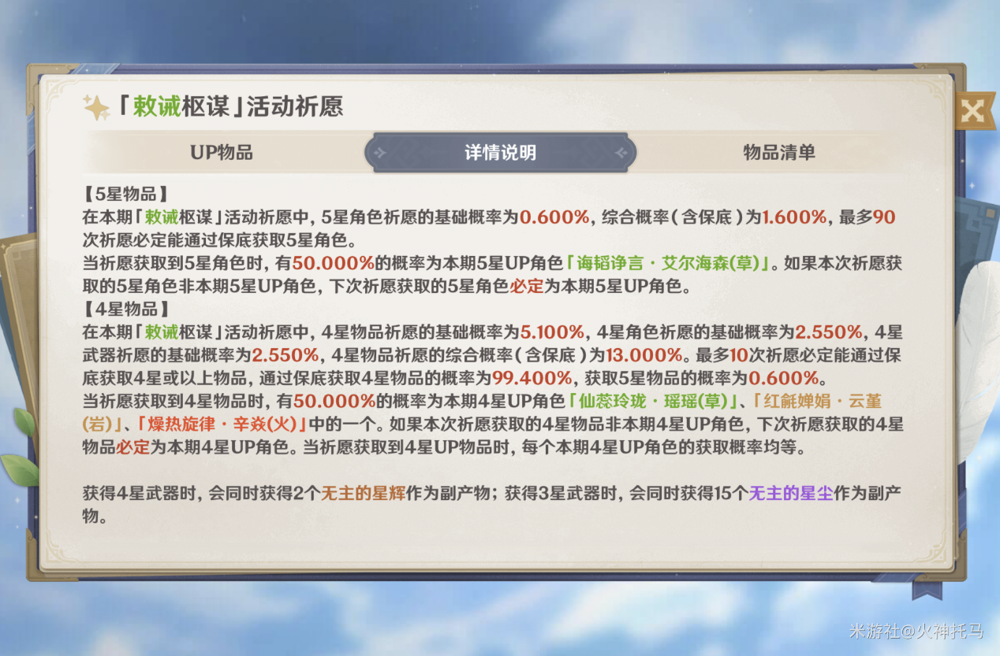 「敕诫枢谋」活动祈愿
UP物品
详情说明
物品清单
【5星物品】
在本期「敕诫枢谋」活动祈愿中，5星角色祈愿的基础概率为0.600%，综合概率（含保底）为1.600%，最多90
次祈愿必定能通过保底获取5星角色。
当祈愿获取到5星角色时，有50.000%的概率为本期5星UP角色「诲韬诤言·艾尔海森(草)」。如果本次祈愿获
取的5星角色非本期5星UP角色，下次祈愿获取的5星角色必定为本期5星UP角色。
【4星物品】
在本期「敕诫枢谋」活动祈愿中，4星物品祈愿的基础概率为5.100%，4星角色祈愿的基础概率为2.550%，4星
武器祈愿的基础概率为2.550%，4星物品祈愿的综合概率（含保底）为13.000%。最多10次祈愿必定能通过保
底获取4星或以上物品，通过保底获取4星物品的概率为99.400%，获取5星物品的概率为0.600%。
当祈愿获取到4星物品时，有50.000%的概率为本期4星UP角色「仙蕊玲珑·瑶瑶(草)」、「红毹婵娟·云堇
(岩)」、「燥热旋律·辛焱(火)」中的一个。如果本次祈愿获取的4星物品非本期4星UP角色，下次祈愿获取的4星
物品必定为本期4星UP角色。当祈愿获取到4星UP物品时，每个本期4星UP角色的获取概率均等。
获得4星武器时，会同时获得2个无主的星辉作为副产物；获得3星武器时，会同时获得15个无主的星尘作为副产
物。
米游社@火神托马